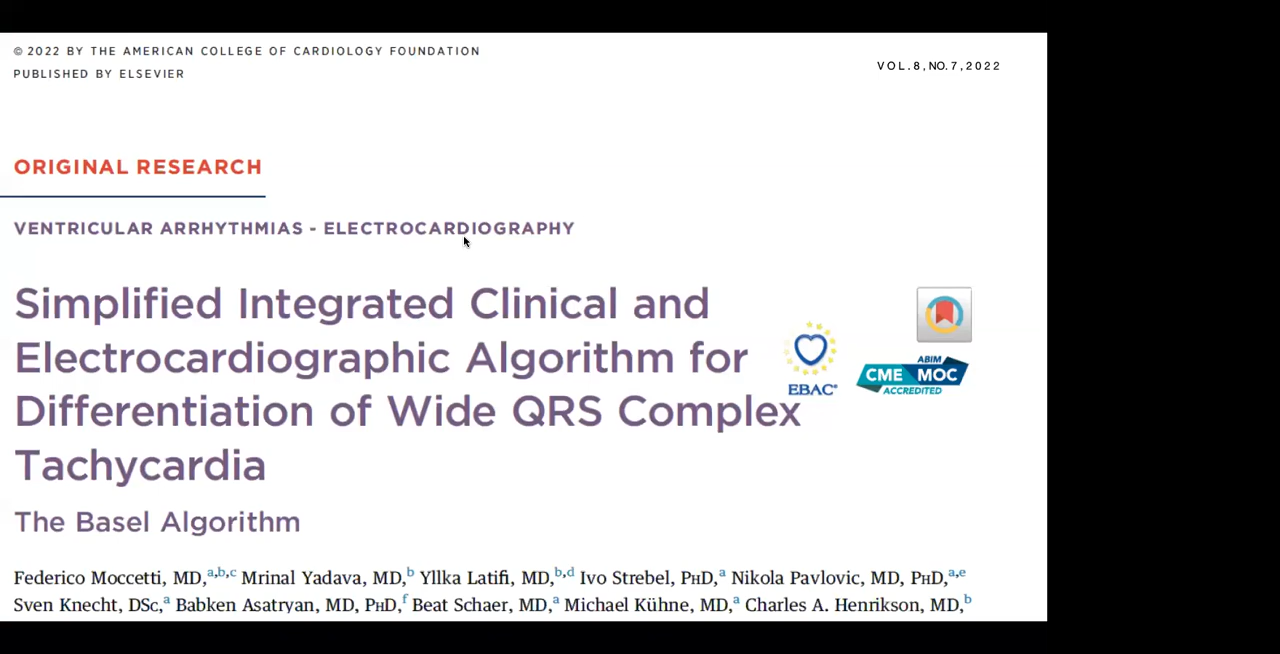 © 2022 BY THE AMERICAN COLLEGE OF CARDIOLOGY FOUNDATION
PUBLISHED BY ELSEVIER
VOL. 8, NO. 7, 2022
ORIGINAL RESEARCH
VENTRICULAR ARRHYTHMIAS - ELECTROCARDIOGRAPHY
Simplified Integrated Clinical and
Electrocardiographic Algorithm for
Differentiation of Wide QRS Complex
Tachycardia
EBAC®
ABIM
CME MOC
ACCREDITED
The Basel Algorithm
Federico Moccetti, MD,a,b,c Mrinal Yadava, MD,b Yllka Latifi, MD,b,d Ivo Strebel, PhD,a Nikola Pavlovic, MD, PhD,a,e
Sven Knecht, DSc,a Babken Asatryan, MD, PhD,f Beat Schaer, MD,a Michael Kühne, MD,a Charles A. Henrikson, MD,b